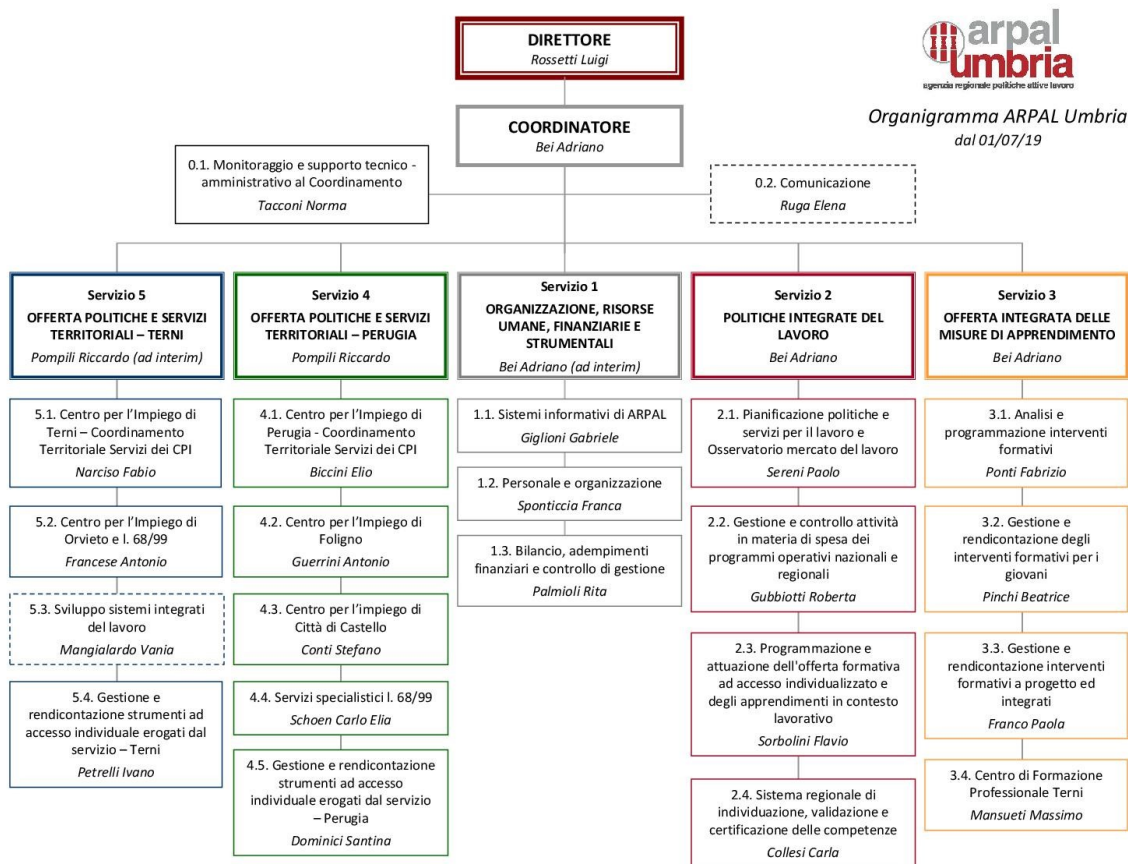 DIRETTORE
Rossetti Luigi
arpal
umbria
agenzia regionale politiche attive lavoro
Organigramma ARPAL Umbria
dal 01/07/19
COORDINATORE
Bei Adriano
0.1. Monitoraggio e supporto tecnico -
amministrativo al Coordinamento
Tacconi Norma
0.2. Comunicazione
Ruga Elena
Servizio 5
OFFERTA POLITICHE E SERVIZI
TERRITORIALI – TERNI
Pompili Riccardo (ad interim)
5.1. Centro per l'Impiego di
Terni – Coordinamento
Territoriale Servizi dei CPI
Narciso Fabio
5.2. Centro per l'Impiego di
Orvieto e l. 68/99
Francese Antonio
5.3. Sviluppo sistemi integrati
del lavoro
Mangialardo Vania
5.4. Gestione e
rendicontazione strumenti ad
accesso individuale erogati dal
servizio – Terni
Petrelli Ivano
Servizio 4
OFFERTA POLITICHE E SERVIZI
TERRITORIALI – PERUGIA
Pompili Riccardo
4.1. Centro per l'Impiego di
Perugia - Coordinamento
Territoriale Servizi dei CPI
Biccini Elio
4.2. Centro per l'Impiego di
Foligno
Guerrini Antonio
4.3. Centro per l'impiego di
Città di Castello
Conti Stefano
4.4. Servizi specialistici l. 68/99
Schoen Carlo Elia
4.5. Gestione e rendicontazione
strumenti ad accesso
individuale erogati dal servizio
– Perugia
Dominici Santina
Servizio 1
ORGANIZZAZIONE, RISORSE
UMANE, FINANZIARIE E
STRUMENTALI
Bei Adriano (ad interim)
1.1. Sistemi informativi di ARPAL
Giglioni Gabriele
1.2. Personale e organizzazione
Sponticcia Franca
1.3. Bilancio, adempimenti
finanziari e controllo di gestione
Palmioli Rita
Servizio 2
POLITICHE INTEGRATE DEL
LAVORO
Bei Adriano
2.1. Pianificazione politiche e
servizi per il lavoro e
Osservatorio mercato del lavoro
Sereni Paolo
2.2. Gestione e controllo attività
in materia di spesa dei
programmi operativi nazionali e
regionali
Gubbiotti Roberta
2.3. Programmazione e
attuazione dell'offerta formativa
ad accesso individualizzato e
degli apprendimenti in contesto
lavorativo
Sorbolini Flavio
2.4. Sistema regionale di
individuazione, validazione e
certificazione delle competenze
Collesi Carla
Servizio 3
OFFERTA INTEGRATA DELLE
MISURE DI APPRENDIMENTO
Bei Adriano
3.1. Analisi e
programmazione interventi
formativi
Ponti Fabrizio
3.2. Gestione e
rendicontazione degli
interventi formativi per i
giovani
Pinchi Beatrice
3.3. Gestione e
rendicontazione interventi
formativi a progetto ed
integrati
Franco Paola
3.4. Centro di Formazione
Professionale Terni
Mansueti Massimo